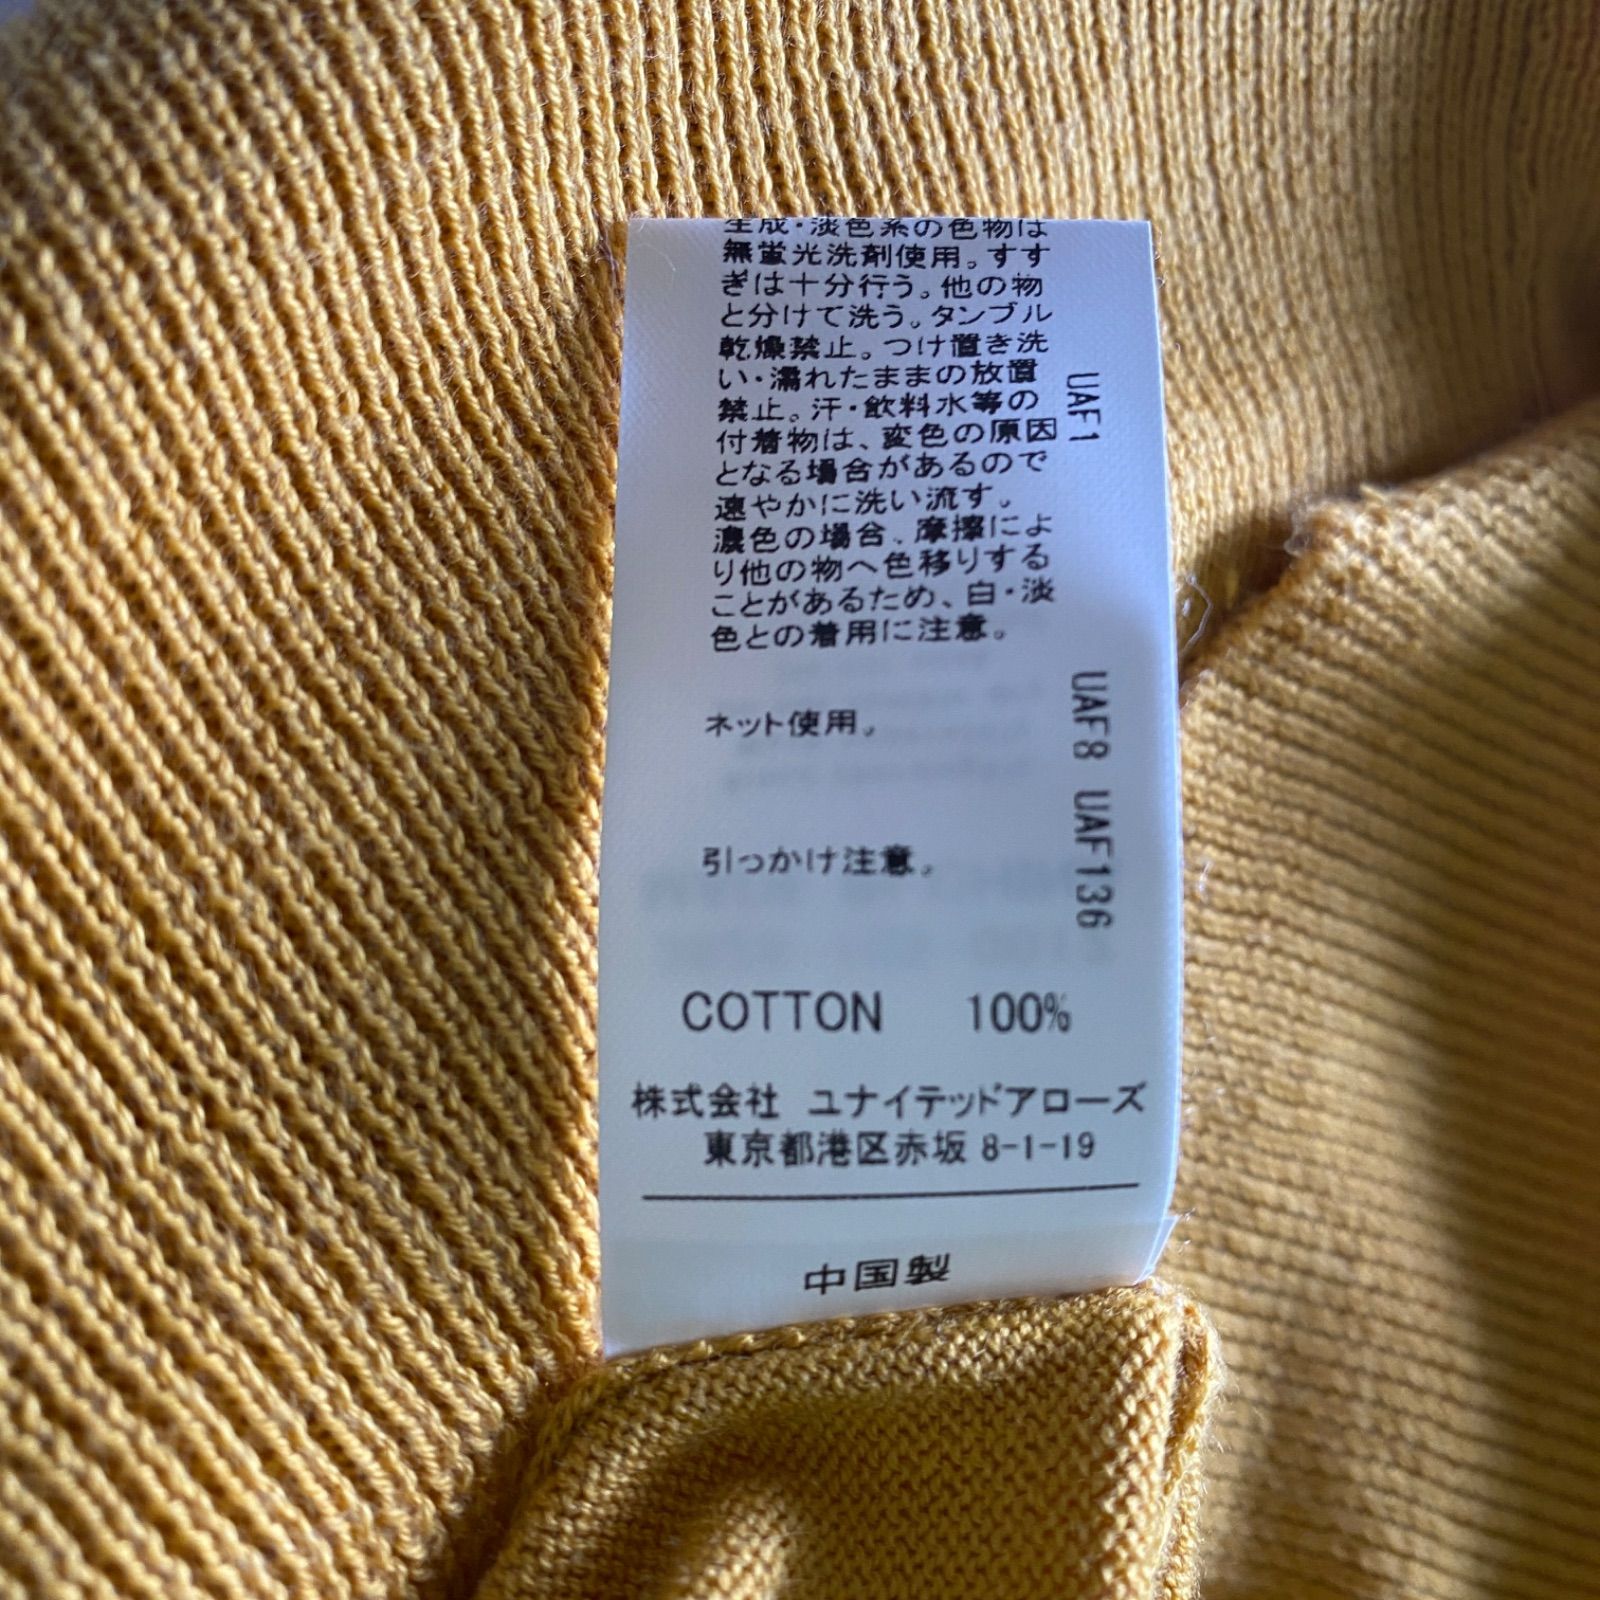 生成・淡色系の色物は
無蛍光洗剤使用。すす
ぎは十分行う。他の物
と分けて洗う。タンブル
乾燥禁止。つけ置き洗
い・濡れたままの放置
禁止。汗・飲料水等の
付着物は、変色の原因
となる場合があるので
速やかに洗い流す。
濃色の場合、摩擦によ
り他の物へ色移りする
ことがあるため、白・淡
色との着用に注意。
ネット使用。
引っかけ注意。
UAF1
UAF8 UAF136
COTTON 100%
株式会社 ユナイテッドアローズ
東京都港区赤坂 8-1-19
中国製